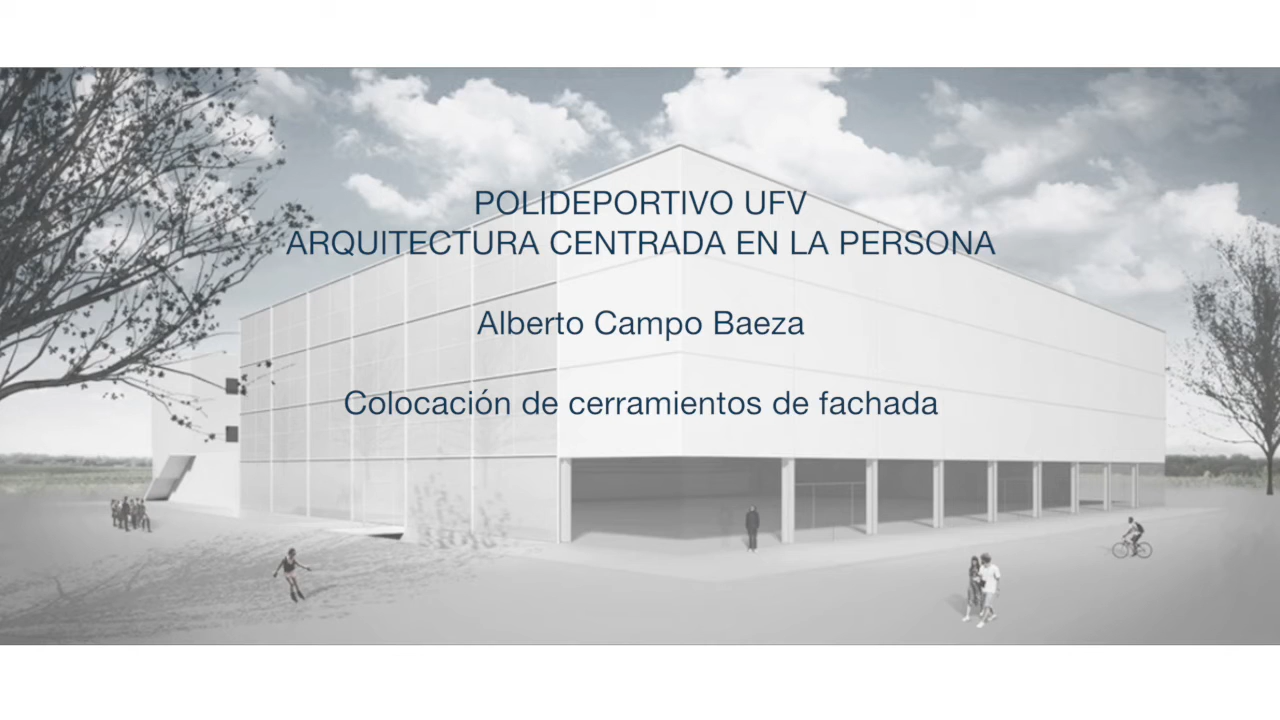 POLIDEPORTIVO UFV
ARQUITECTURA CENTRADA EN LA PERSONA
Alberto Campo Baeza
Colocación de cerramientos de fachada